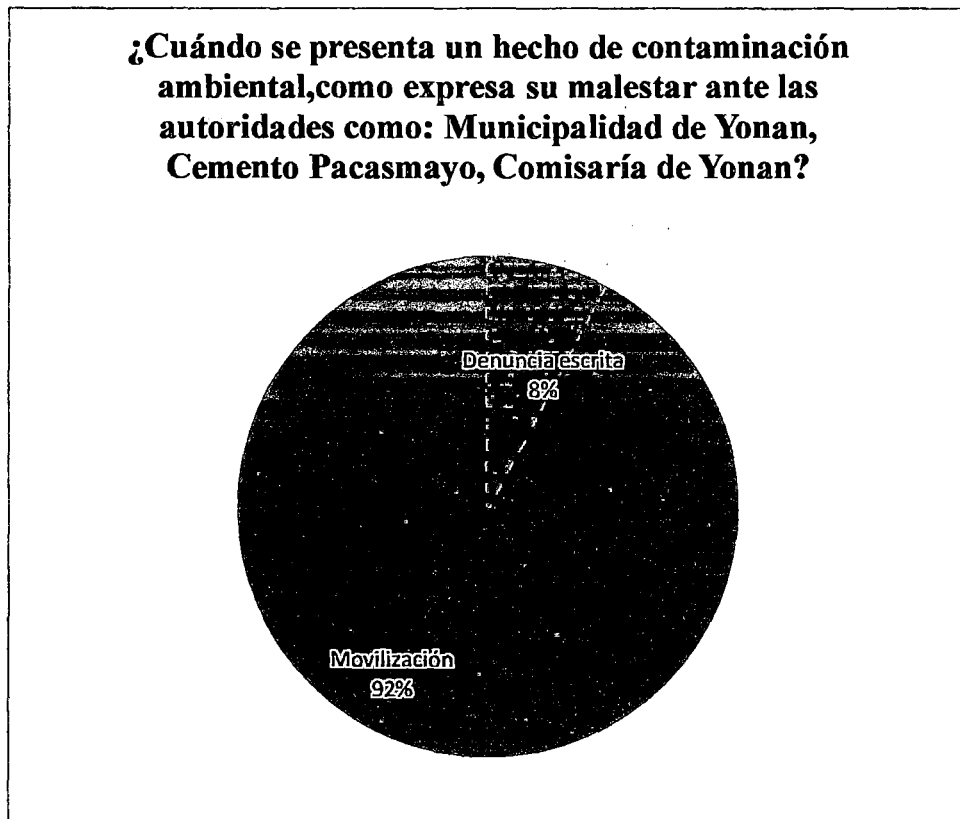 ¿Cuándo se presenta un hecho de contaminación
ambiental,como expresa su malestar ante las
autoridades como: Municipalidad de Yonan,
Cemento Pacasmayo, Comisaría de Yonan?
Denuncia escrita
8%
Movilización
92%